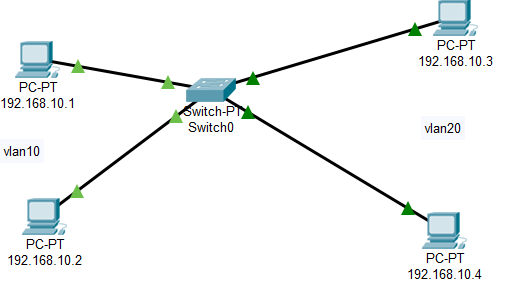 PC-PT
192.168.10.3
PC-PT
192.168.10.1
Switch-PT
Switch0
vlan20
vlan10
PC-PT
192.168.10.2
PC-PT
192.168.10.4